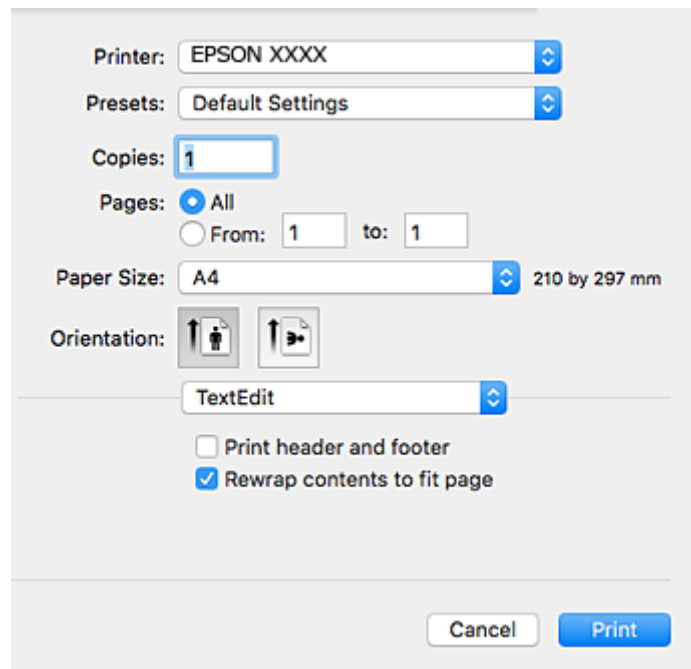 Printer: EPSON XXXX
Presets: Default Settings
Copies: 1
Pages: All
From: 1 to: 1
Paper Size: A4 210 by 297 mm
Orientation:
TextEdit
Print header and footer
Rewrap contents to fit page
Cancel Print